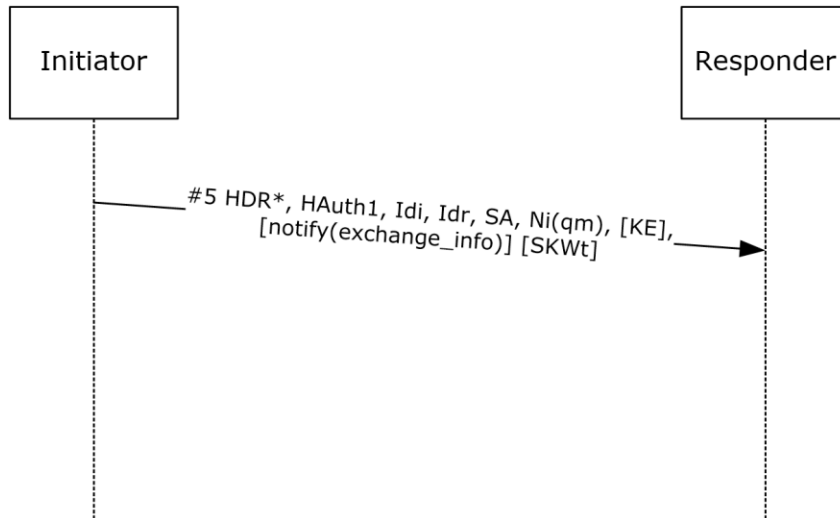 Initiator
Responder
#5 HDR*, HAuth1, Idi, Idr, SA, Ni(qm), [KE],
[notify(exchange_info)] [SKWt]